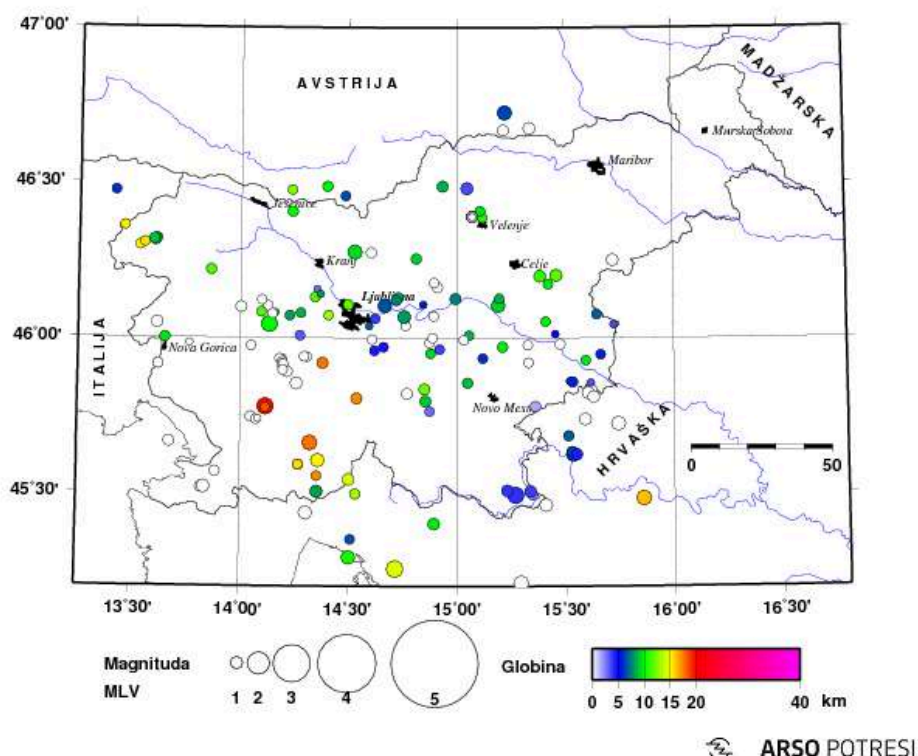 47˚00'
AVSTRIJA
MADŽARSKA
Murska Sobota
Maribor
46˚30'
Jesenice
Velenje
Kranj
Celje
Ljubljana
46˚00'
Nova Gorica
ITALIJA
Novo Mesto
HRVAŠKA
0 50
45˚30'
13˚30' 14˚00' 14˚30' 15˚00' 15˚30' 16˚00' 16˚30'
Magnituda
MLV
1 2 3 4 5
Globina
0 5 10 15 20 40 km
ARSO POTRESI